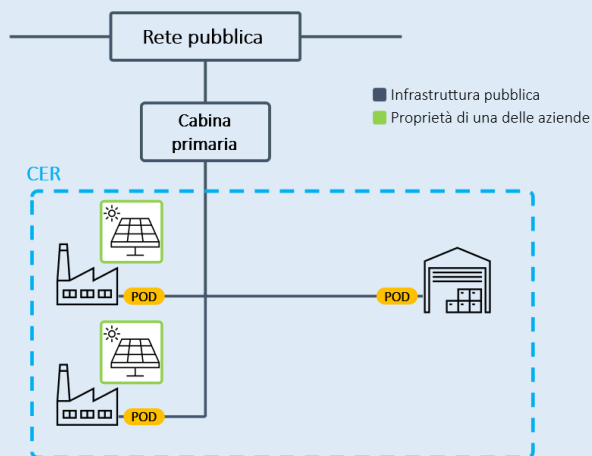 Rete pubblica
Infrastruttura pubblica
Cabina
primaria
Proprietà di una delle aziende
CER
POD
POD
POD